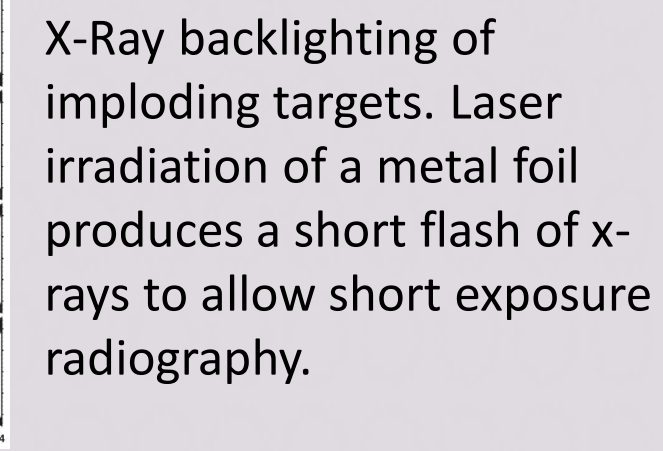 X-Ray backlighting of
imploding targets. Laser
irradiation of a metal foil
produces a short flash of x-
rays to allow short exposure
radiography.
4